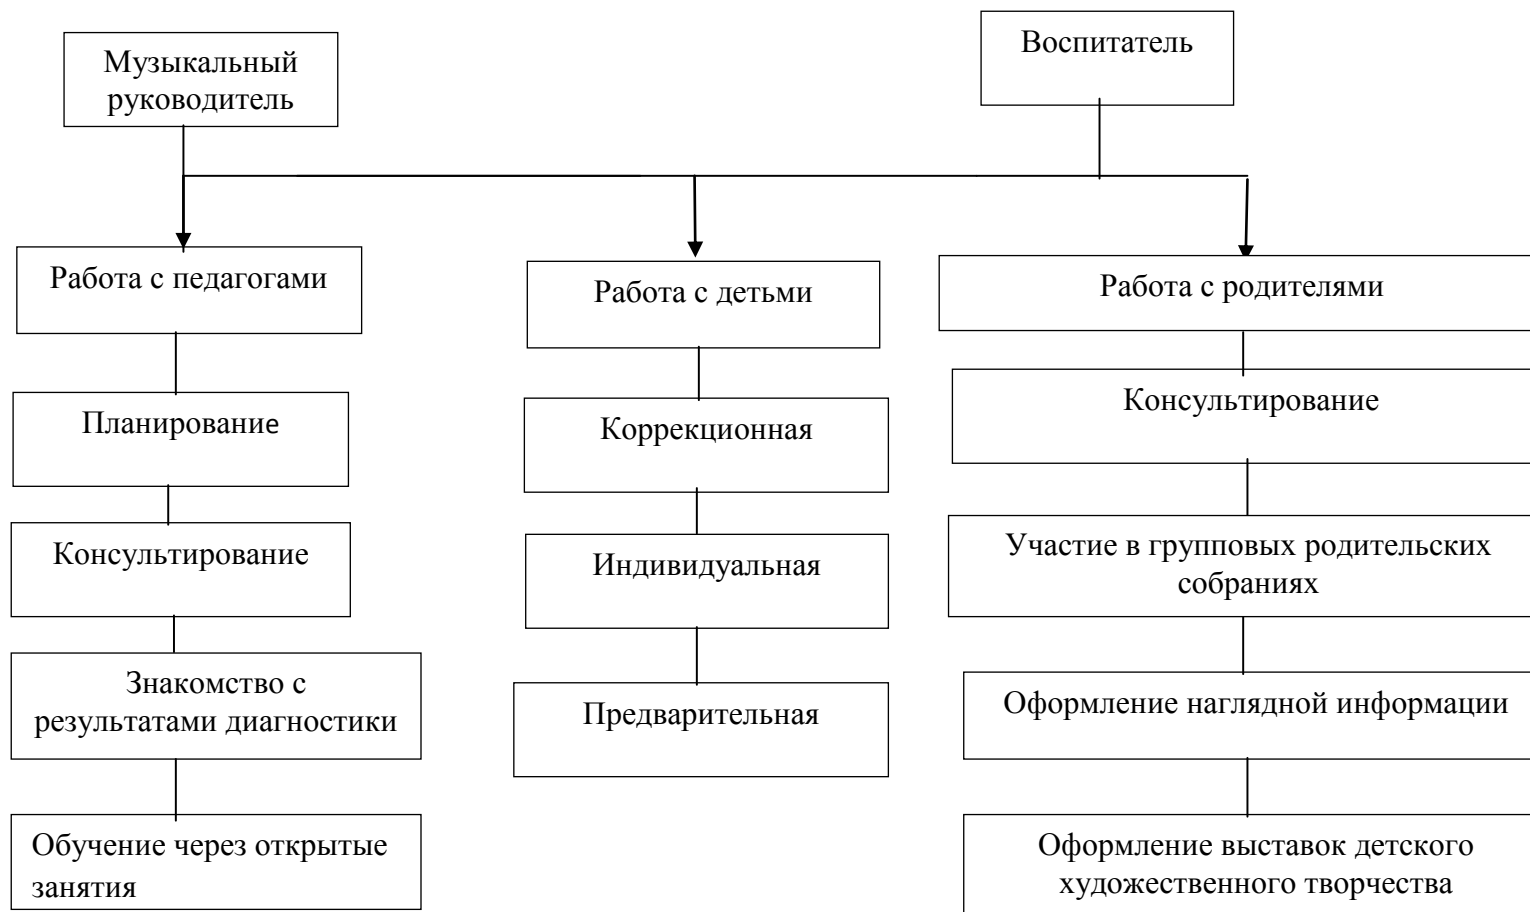 Музыкальный
руководитель
Воспитатель
Работа с педагогами
Работа с детьми
Работа с родителями
Планирование
Коррекционная
Консультирование
Консультирование
Индивидуальная
Участие в групповых родительских
собраниях
Знакомство с
результатами диагностики
Предварительная
Оформление наглядной информации
Обучение через открытые
занятия
Оформление выставок детского
художественного творчества